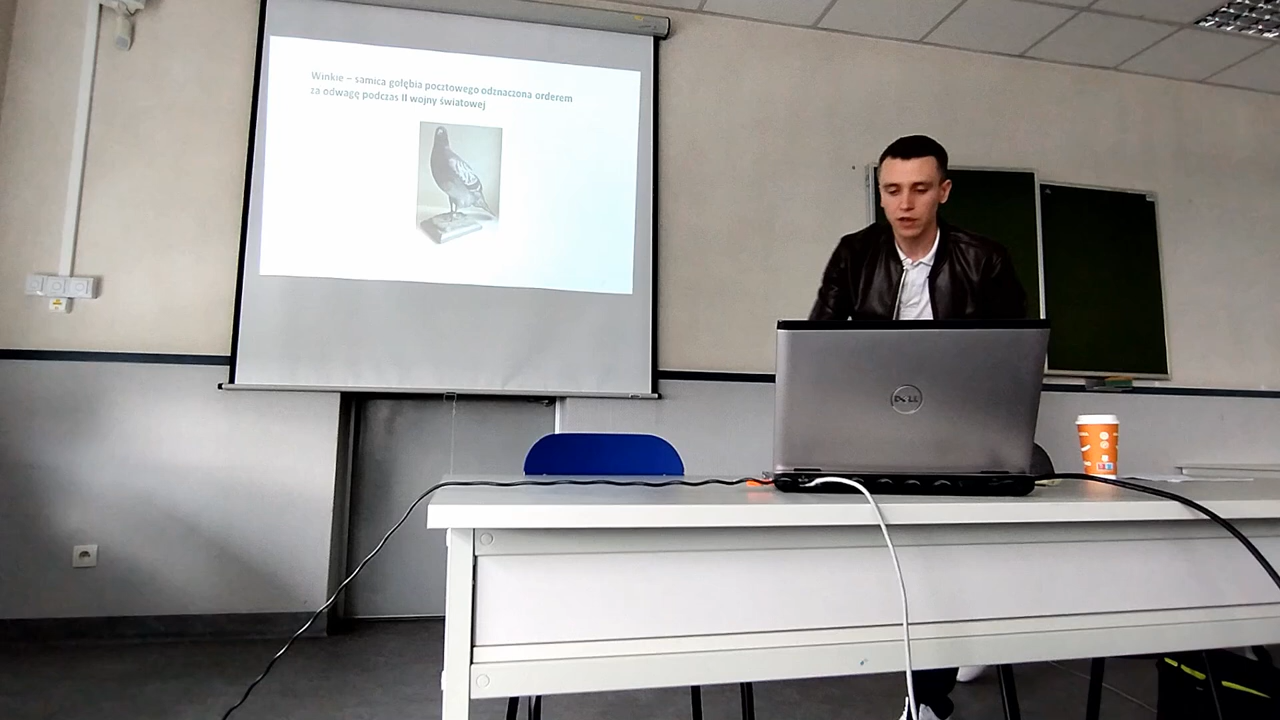 Winkie – samica gołębia pocztowego odznaczona orderem
za odwagę podczas II wojny światowej
DELL